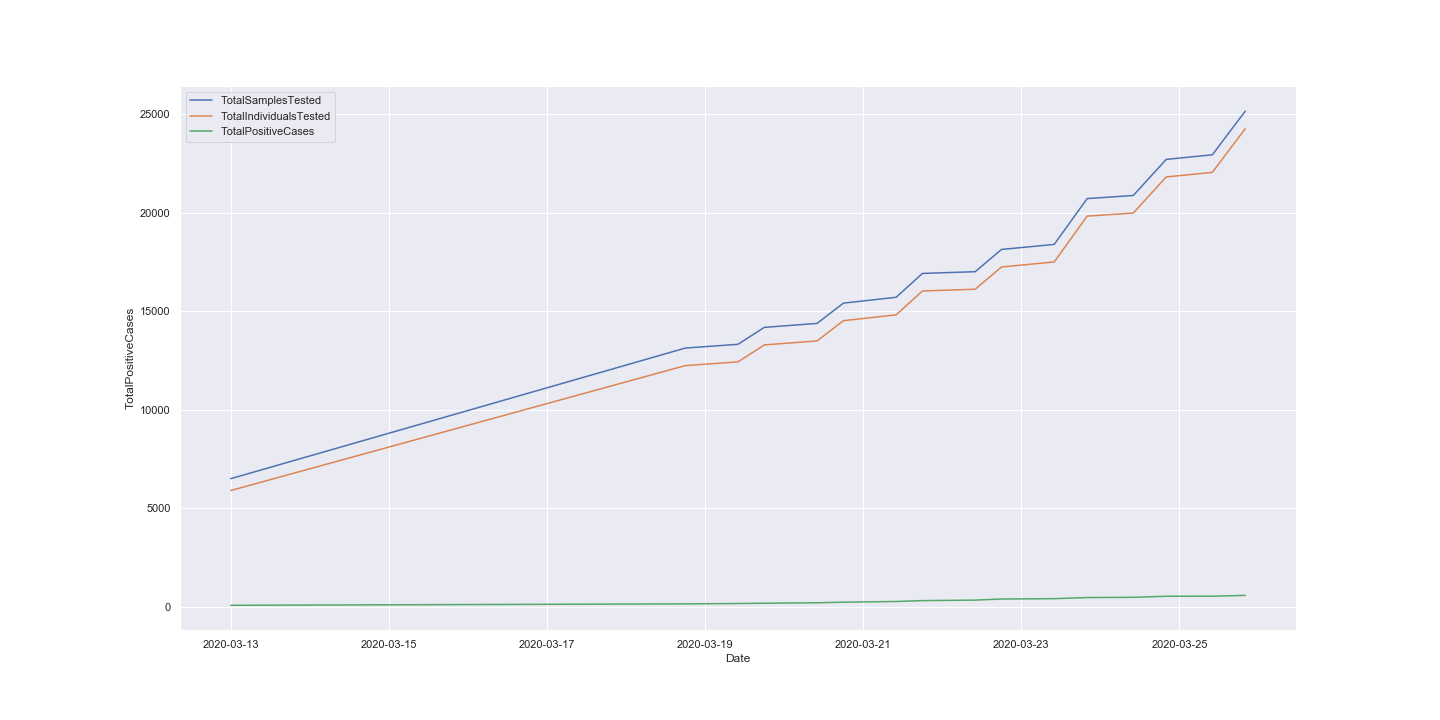 TotalSamplesTested
TotalIndividualsTested
TotalPositiveCases
25000
20000
15000
10000
5000
0
TotalPositiveCases
2020-03-13 2020-03-15 2020-03-17 2020-03-19 2020-03-21 2020-03-23 2020-03-25
Date